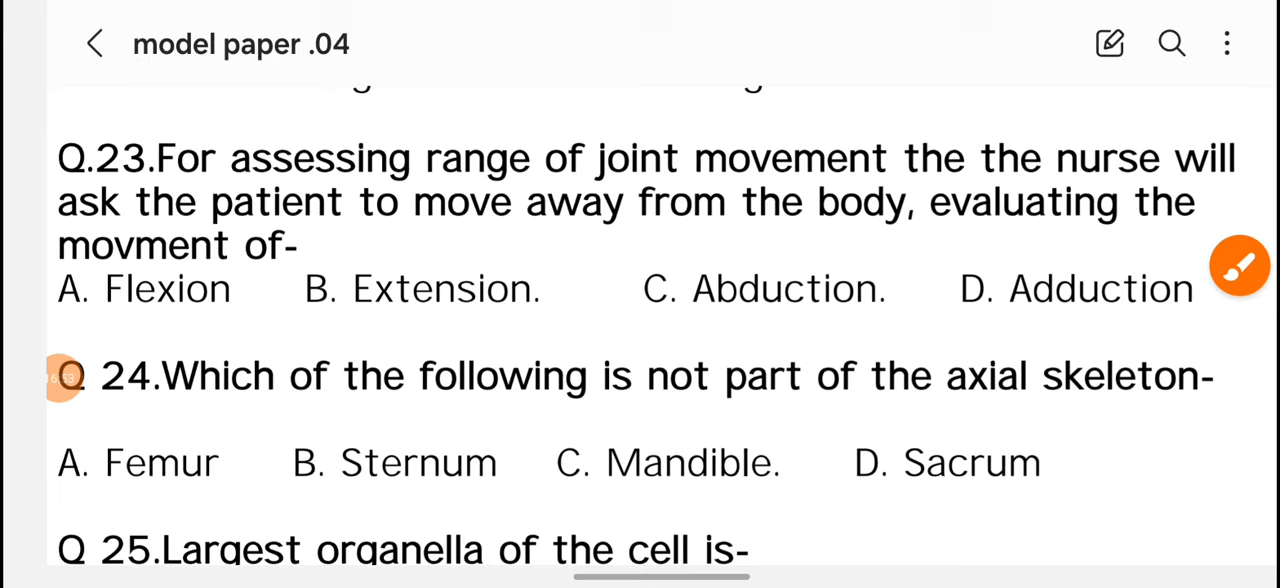 model paper .04
Q.23.For assessing range of joint movement the the nurse will
ask the patient to move away from the body, evaluating the
movment of-
A. Flexion B. Extension. C. Abduction. D. Adduction
Q 24.Which of the following is not part of the axial skeleton-
A. Femur B. Sternum C. Mandible. D. Sacrum
Q 25.Largest organella of the cell is-